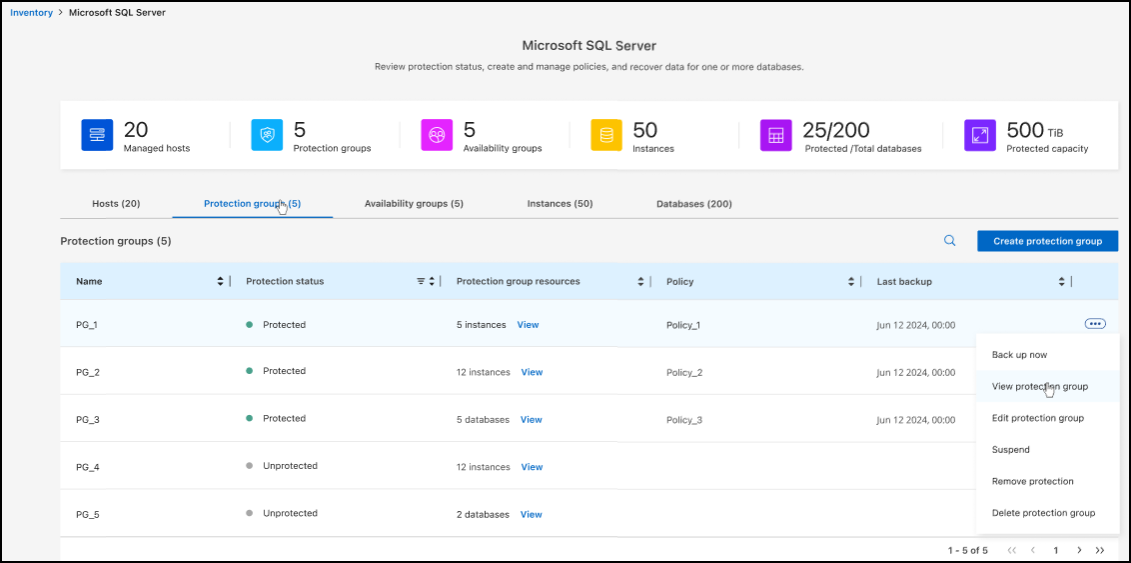 Inventory > Microsoft SQL Server
Microsoft SQL Server
Review protection status, create and manage policies, and recover data for one or more databases.
20 5 5 50 25/200 500 TiB
Managed hosts Protection groups Availability groups Instances Protected /Total databases Protected capacity
Hosts (20) Protection groups (5) Availability groups (5) Instances (50) Databases (200)
Protection groups (5) Create protection group
Name Protection status Protection group resources Policy Last backup
PG_1 Protected 5 instances View Policy_1 Jun 12 2024, 00:00
Back up now
PG_2 Protected 12 instances View Policy_2 Jun 12 2024, 00:00
View protection group
PG_3 Protected 5 databases View Policy_3 Jun 12 2024, 00:00
Edit protection group
Suspend
PG_4 Unprotected 12 instances View
Remove protection
PG_5 Unprotected 2 databases View
Delete protection group
1 - 5 of 5 << < 1 > >>